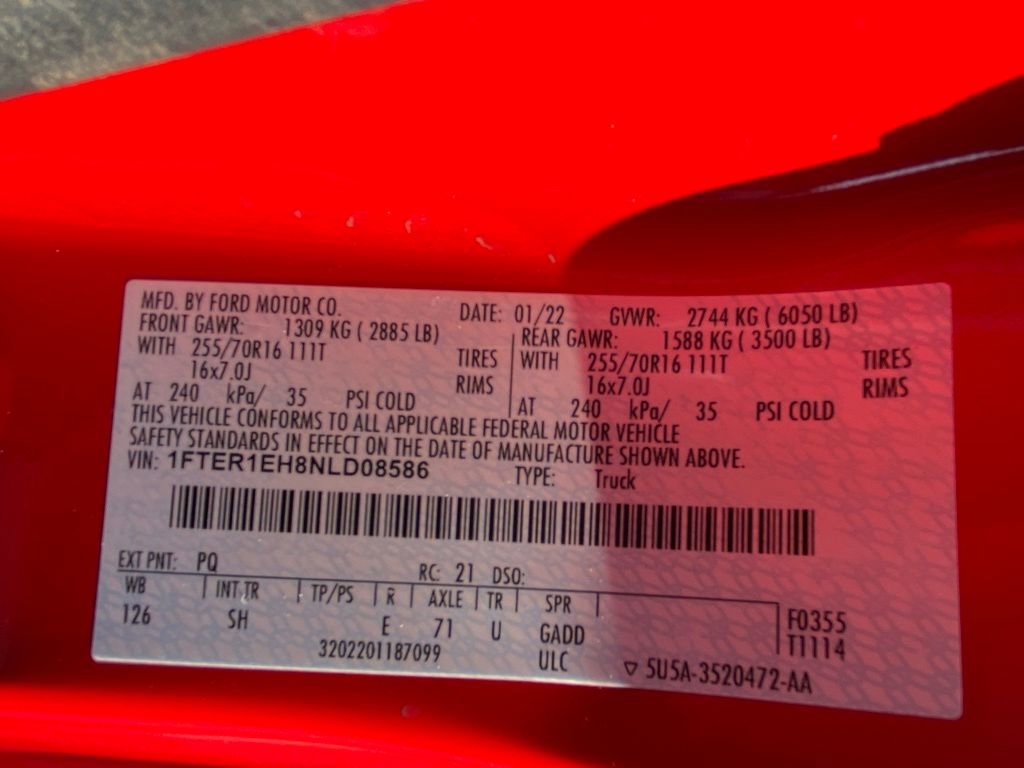 MFD. BY FORD MOTOR CO. DATE: 01/22 GVWR: 2744 KG ( 6050 LB)
FRONT GAWR: 1309 KG ( 2885 LB) REAR GAWR: 1588 KG ( 3500 LB)
WITH 255/70R16 111T TIRES WITH 255/70R16 111T TIRES
16x7.0J RIMS 16x7.0J RIMS
AT 240 kPa/ 35 PSI COLD AT 240 kPa/ 35 PSI COLD
THIS VEHICLE CONFORMS TO ALL APPLICABLE FEDERAL MOTOR VEHICLE
SAFETY STANDARDS IN EFFECT ON THE DATE OF MANUFACTURE SHOWN ABOVE.
VIN: 1FTER1EH8NLD08586 TYPE: Truck
EXT PNT: PQ RC: 21 DSO:
WB INT TR TP/PS R AXLE TR SPR
126 SH E 71 U GADD F0355
3202201187099 ULC T1114
▽ 5U5A-3520472-AA